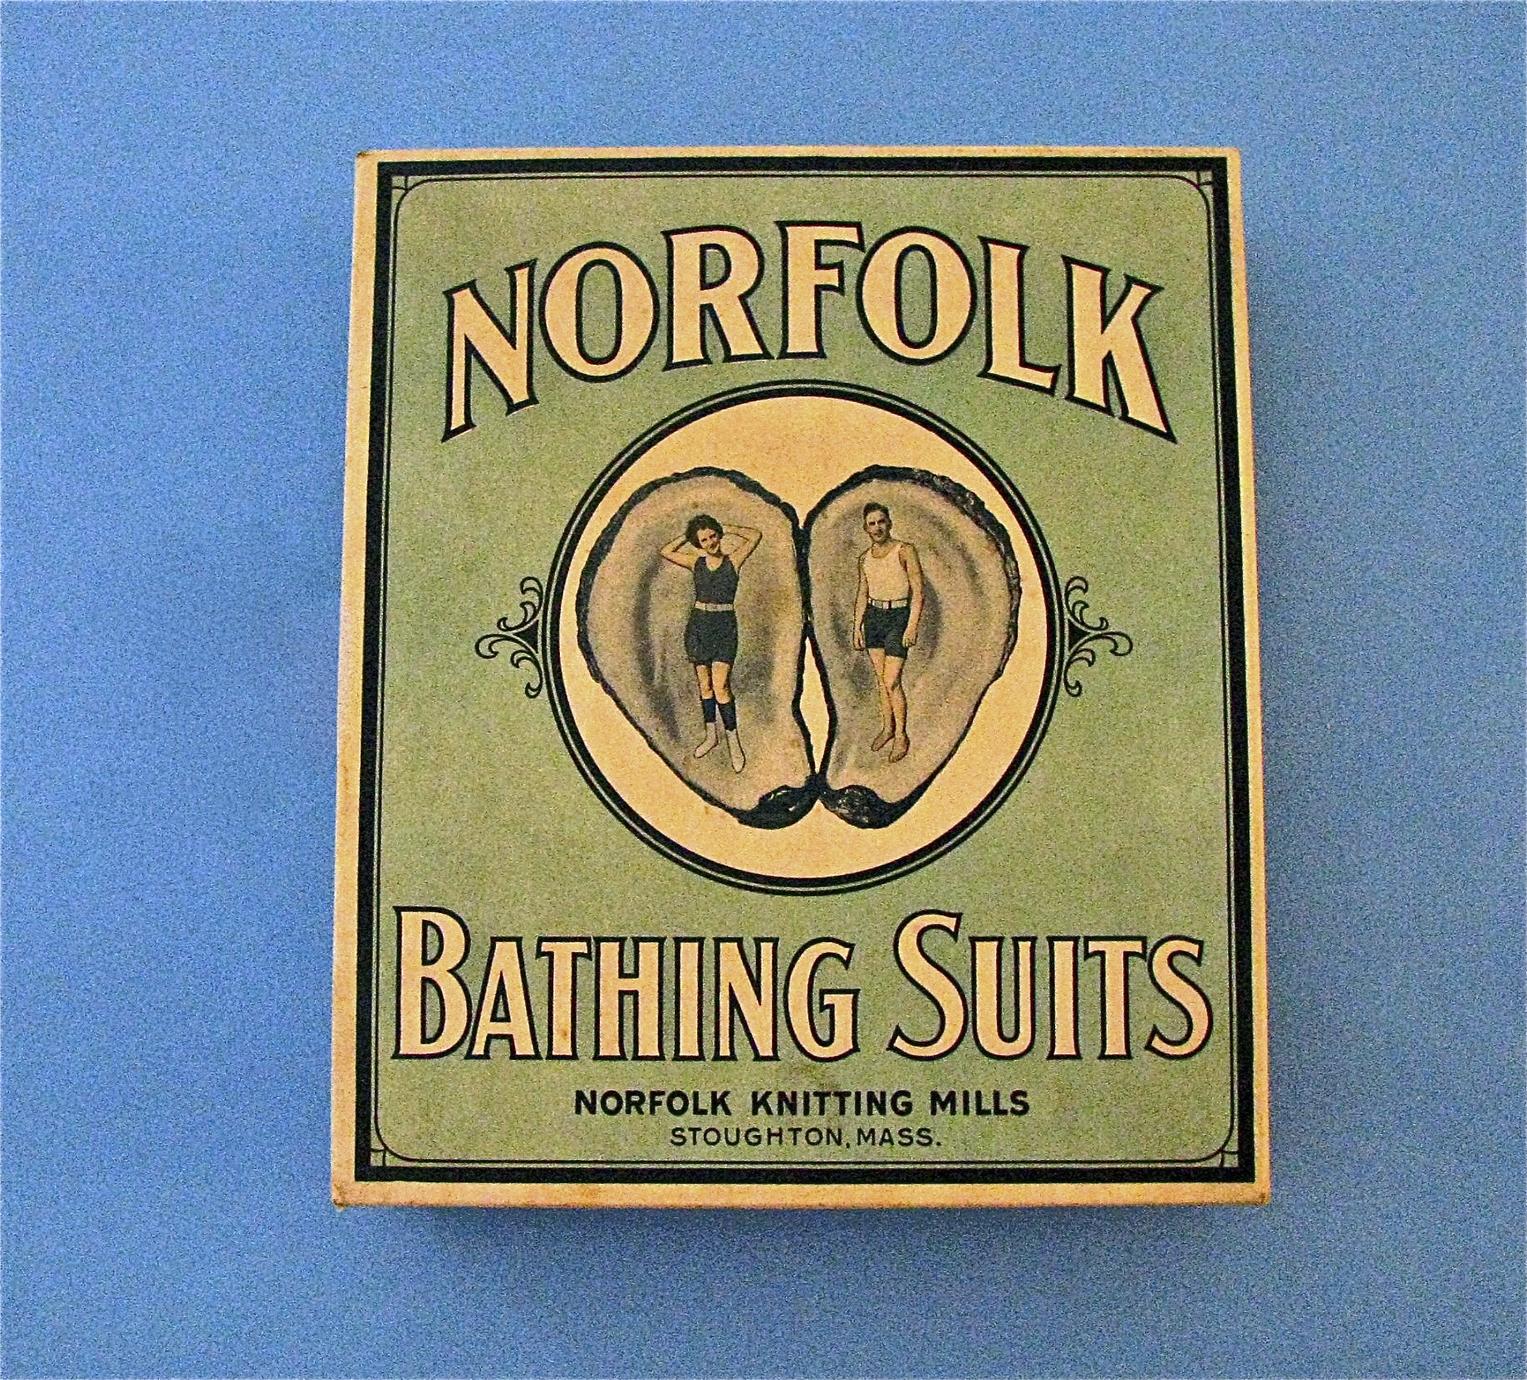 NORFOLK
BATHING SUITS
NORFOLK KNITTING MILLS
STOUGHTON, MASS.